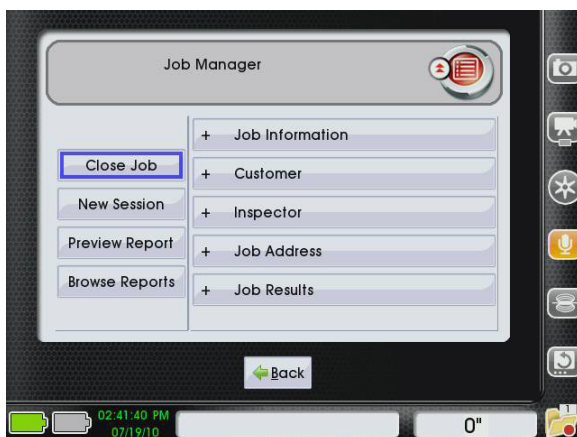 Job Manager
Close Job
New Session
Preview Report
Browse Reports
+ Job Information
+ Customer
+ Inspector
+ Job Address
+ Job Results
Back
02:41:40 PM
07/19/10
0"
1